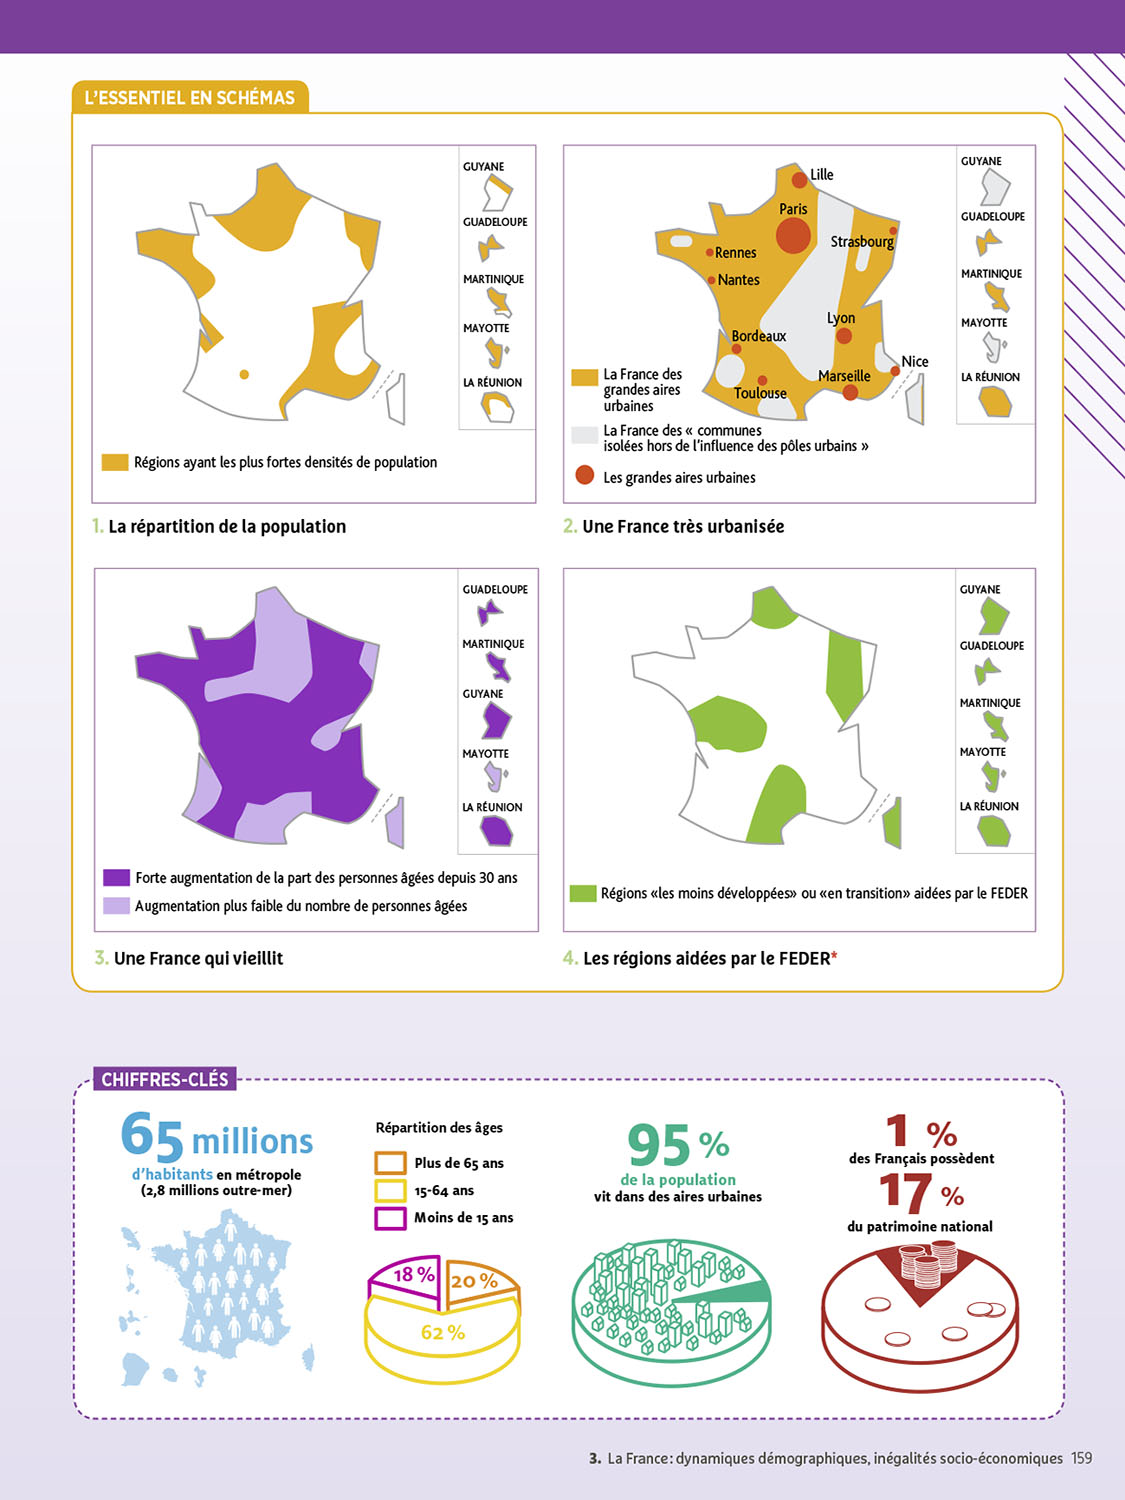 L'ESSENTIEL EN SCHÉMAS
GUYANE
GUADELOUPE
MARTINIQUE
MAYOTTE
LA RÉUNION
Régions ayant les plus fortes densités de population
1. La répartition de la population
Lille
Paris
Strasbourg
Rennes
Nantes
Lyon
Bordeaux
Nice
Marseille
Toulouse
GUYANE
GUADELOUPE
MARTINIQUE
MAYOTTE
LA RÉUNION
La France des
grandes aires
urbaines
La France des « communes
isolées hors de l'influence des pôles urbains »
Les grandes aires urbaines
2. Une France très urbanisée
GUADELOUPE
MARTINIQUE
GUYANE
MAYOTTE
LA RÉUNION
Forte augmentation de la part des personnes âgées depuis 30 ans
Augmentation plus faible du nombre de personnes âgées
3. Une France qui vieillit
GUYANE
GUADELOUPE
MARTINIQUE
MAYOTTE
LA RÉUNION
Régions «les moins développées» ou «en transition» aidées par le FEDER
4. Les régions aidées par le FEDER*
CHIFFRES-CLÉS
65 millions
d'habitants en métropole
(2,8 millions outre-mer)
Répartition des âges
Plus de 65 ans
15-64 ans
Moins de 15 ans
18 %
20 %
62 %
95 %
de la population
vit dans des aires urbaines
1 %
des Français possèdent
17 %
du patrimoine national
3. La France : dynamiques démographiques, inégalités socio-économiques 159